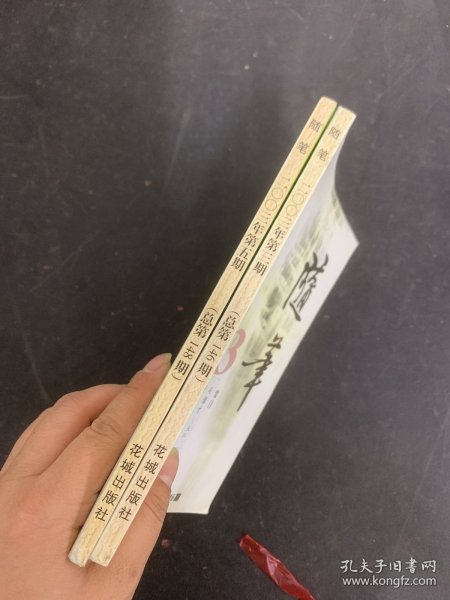 随笔 二〇〇三年第五期 (总第148期) 花城出版社
随笔 二〇〇三年第三期 (总第146期) 花城出版社
随笔
3
孔夫子旧书网
www.kongfz.com